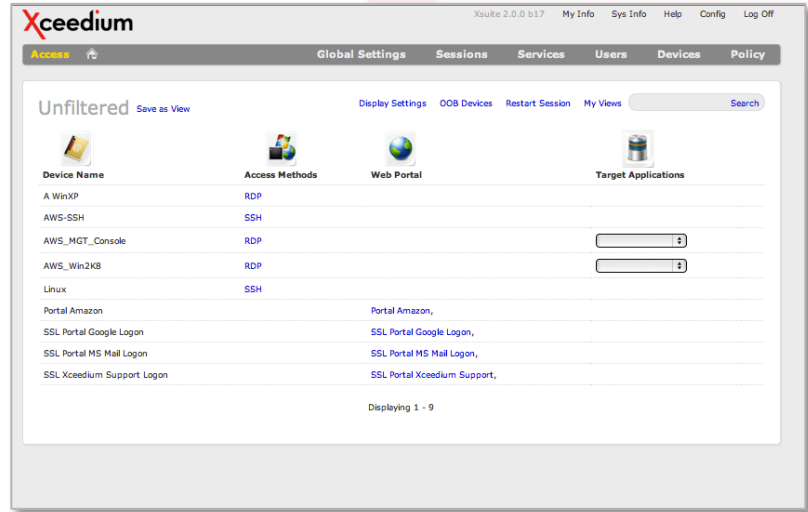 Xceedium
Xsuite 2.0.0 b17 My Info Sys Info Help Config Log Off
Access Global Settings Sessions Services Users Devices Policy
Unfiltered Save as View Display Settings OOB Devices Restart Session My Views Search
Device Name Access Methods Web Portal Target Applications
A WinXP RDP
AWS-SSH SSH
AWS_MGT_Console RDP
AWS_Win2K8 RDP
Linux SSH
Portal Amazon Portal Amazon,
SSL Portal Google Logon SSL Portal Google Logon,
SSL Portal MS Mail Logon SSL Portal MS Mail Logon,
SSL Xceedium Support Logon SSL Portal Xceedium Support,
Displaying 1 - 9